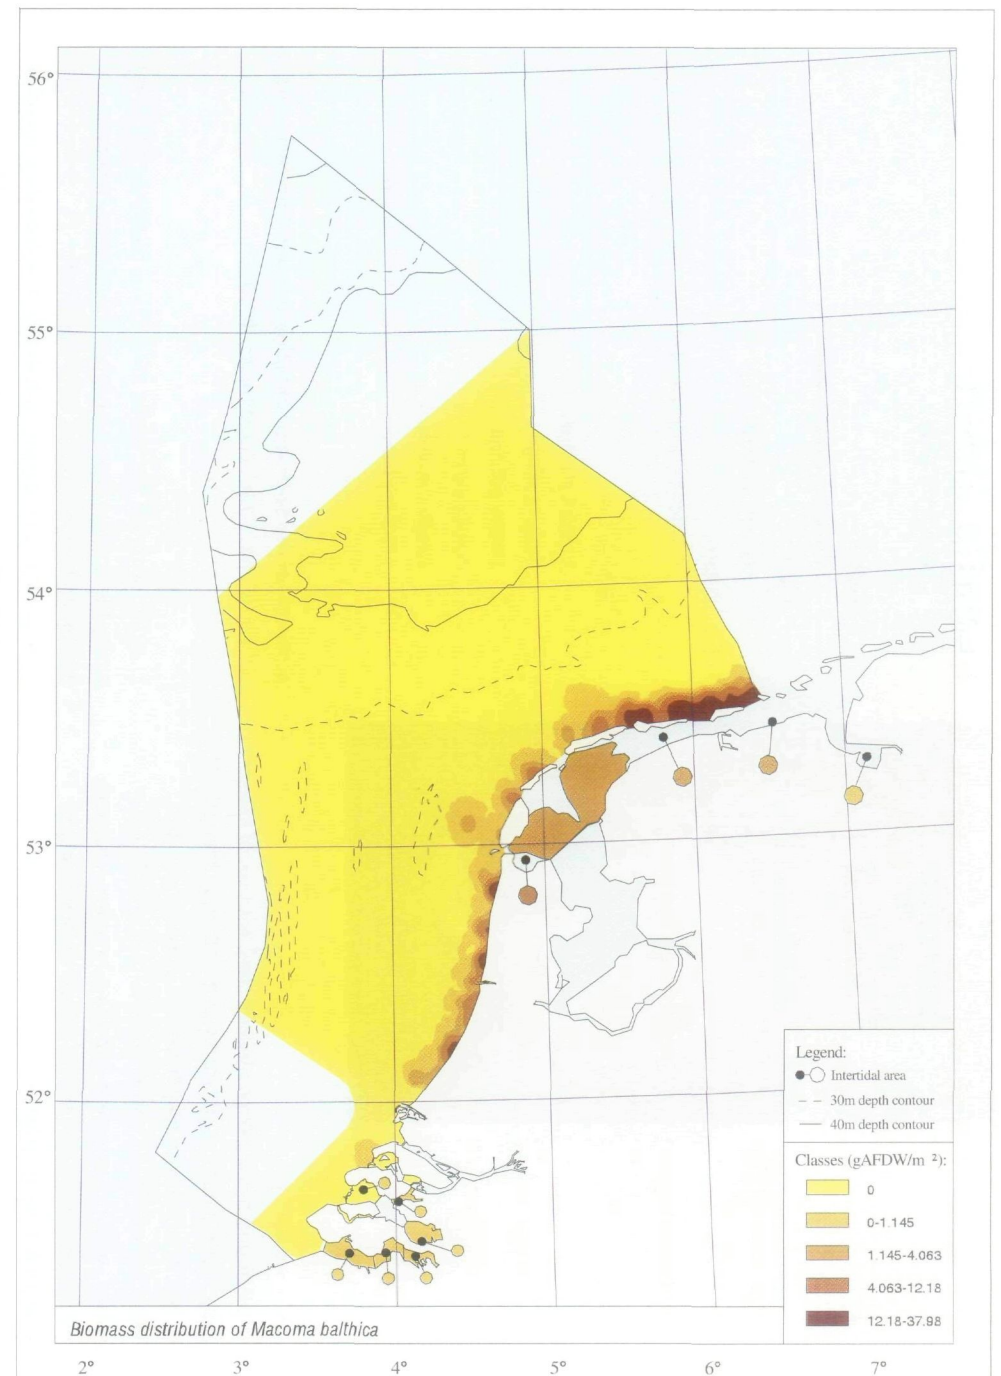 56°
55°
54°
53°
52°
Legend:
Intertidal area
30m depth contour
40m depth contour
Classes (gAFDW/m ²):
0
0-1.145
1.145-4.063
4.063-12.18
12.18-37.98
Biomass distribution of Macoma balthica
2° 3° 4° 5° 6° 7°